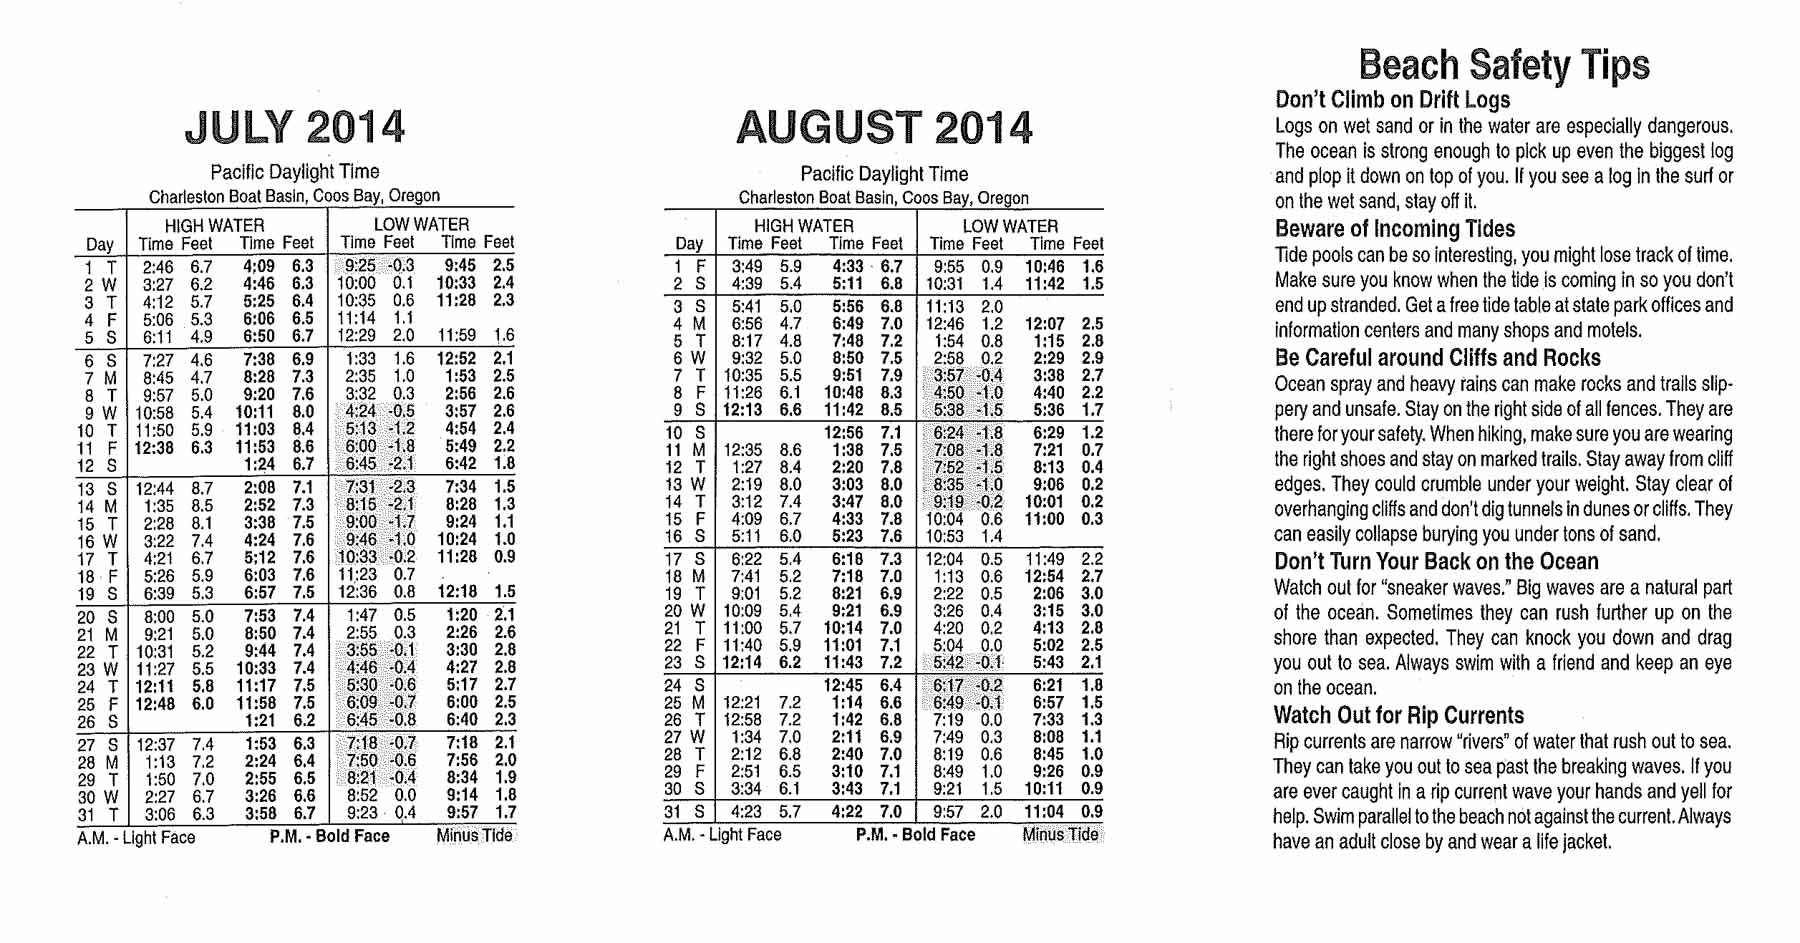 JULY 2014
Pacific Daylight Time
Charleston Boat Basin, Coos Bay, Oregon
HIGH WATER LOW WATER
Day Time Feet Time Feet Time Feet Time Feet
1 T 2:46 6.7 4:09 6.3 9:25 -0.3 9:45 2.5
2 W 3:27 6.2 4:46 6.3 10:00 0.1 10:33 2.4
3 T 4:12 5.7 5:25 6.4 10:35 0.6 11:28 2.3
4 F 5:06 5.3 6:06 6.5 11:14 1.1
5 S 6:11 4.9 6:50 6.7 12:29 2.0 11:59 1.6
6 S 7:27 4.6 7:38 6.9 1:33 1.6 12:52 2.1
7 M 8:45 4.7 8:28 7.3 2:35 1.0 1:53 2.5
8 T 9:57 5.0 9:20 7.6 3:32 0.3 2:56 2.6
9 W 10:58 5.4 10:11 8.0 4:24 -0.5 3:57 2.6
10 T 11:50 5.9 11:03 8.4 5:13 -1.2 4:54 2.4
11 F 12:38 6.3 11:53 8.6 6:00 -1.8 5:49 2.2
12 S 1:24 6.7 6:45 -2.1 6:42 1.8
13 S 12:44 8.7 2:08 7.1 7:31 -2.3 7:34 1.5
14 M 1:35 8.5 2:52 7.3 8:15 -2.1 8:28 1.3
15 T 2:28 8.1 3:38 7.5 9:00 -1.7 9:24 1.1
16 W 3:22 7.4 4:24 7.6 9:46 -1.0 10:24 1.0
17 T 4:21 6.7 5:12 7.6 10:33 -0.2 11:28 0.9
18 F 5:26 5.9 6:03 7.6 11:23 0.7
19 S 6:39 5.3 6:57 7.5 12:36 0.8 12:18 1.5
20 S 8:00 5.0 7:53 7.4 1:47 0.5 1:20 2.1
21 M 9:21 5.0 8:50 7.4 2:55 0.3 2:26 2.6
22 T 10:31 5.2 9:44 7.4 3:55 -0.1 3:30 2.8
23 W 11:27 5.5 10:33 7.4 4:46 -0.4 4:27 2.8
24 T 12:11 5.8 11:17 7.5 5:30 -0.6 5:17 2.7
25 F 12:48 6.0 11:58 7.5 6:09 -0.7 6:00 2.5
26 S 1:21 6.2 6:45 -0.8 6:40 2.3
27 S 12:37 7.4 1:53 6.3 7:18 -0.7 7:18 2.1
28 M 1:13 7.2 2:24 6.4 7:50 -0.6 7:56 2.0
29 T 1:50 7.0 2:55 6.5 8:21 -0.4 8:34 1.9
30 W 2:27 6.7 3:26 6.6 8:52 0.0 9:14 1.8
31 T 3:06 6.3 3:58 6.7 9:23 0.4 9:57 1.7
A.M. - Light Face P.M. - Bold Face Minus Tide
AUGUST 2014
Pacific Daylight Time
Charleston Boat Basin, Coos Bay, Oregon
HIGH WATER LOW WATER
Day Time Feet Time Feet Time Feet Time Feet
1 F 3:49 5.9 4:33 6.7 9:55 0.9 10:46 1.6
2 S 4:39 5.4 5:11 6.8 10:31 1.4 11:42 1.5
3 S 5:41 5.0 5:56 6.8 11:13 2.0
4 M 6:56 4.7 6:49 7.0 12:46 1.2 12:07 2.5
5 T 8:17 4.8 7:48 7.2 1:54 0.8 1:15 2.8
6 W 9:32 5.0 8:50 7.5 2:58 0.2 2:29 2.9
7 T 10:35 5.5 9:51 7.9 3:57 -0.4 3:38 2.7
8 F 11:26 6.1 10:48 8.3 4:50 -1.0 4:40 2.2
9 S 12:13 6.6 11:42 8.5 5:38 -1.5 5:36 1.7
10 S 12:56 7.1 6:24 -1.8 6:29 1.2
11 M 12:35 8.6 1:38 7.5 7:08 -1.8 7:21 0.7
12 T 1:27 8.4 2:20 7.8 7:52 -1.5 8:13 0.4
13 W 2:19 8.0 3:03 8.0 8:35 -1.0 9:06 0.2
14 T 3:12 7.4 3:47 8.0 9:19 -0.2 10:01 0.2
15 F 4:09 6.7 4:33 7.8 10:04 0.6 11:00 0.3
16 S 5:11 6.0 5:23 7.6 10:53 1.4
17 S 6:22 5.4 6:18 7.3 12:04 0.5 11:49 2.2
18 M 7:41 5.2 7:18 7.0 1:13 0.6 12:54 2.7
19 T 9:01 5.2 8:21 6.9 2:22 0.5 2:06 3.0
20 W 10:09 5.4 9:21 6.9 3:26 0.4 3:15 3.0
21 T 11:00 5.7 10:14 7.0 4:20 0.2 4:13 2.8
22 F 11:40 5.9 11:01 7.1 5:04 0.0 5:02 2.5
23 S 12:14 6.2 11:43 7.2 5:42 -0.1 5:43 2.1
24 S 12:45 6.4 6:17 -0.2 6:21 1.8
25 M 12:21 7.2 1:14 6.6 6:49 -0.1 6:57 1.5
26 T 12:58 7.2 1:42 6.8 7:19 0.0 7:33 1.3
27 W 1:34 7.0 2:11 6.9 7:49 0.3 8:08 1.1
28 T 2:12 6.8 2:40 7.0 8:19 0.6 8:45 1.0
29 F 2:51 6.5 3:10 7.1 8:49 1.0 9:26 0.9
30 S 3:34 6.1 3:43 7.1 9:21 1.5 10:11 0.9
31 S 4:23 5.7 4:22 7.0 9:57 2.0 11:04 0.9
A.M. - Light Face P.M. - Bold Face Minus Tide
Beach Safety Tips
Don't Climb on Drift Logs
Logs on wet sand or in the water are especially dangerous.
The ocean is strong enough to pick up even the biggest log
and plop it down on top of you. If you see a log in the surf or
on the wet sand, stay off it.
Beware of Incoming Tides
Tide pools can be so interesting, you might lose track of time.
Make sure you know when the tide is coming in so you don't
end up stranded. Get a free tide table at state park offices and
information centers and many shops and motels.
Be Careful around Cliffs and Rocks
Ocean spray and heavy rains can make rocks and trails slip-
pery and unsafe. Stay on the right side of all fences. They are
there for your safety. When hiking, make sure you are wearing
the right shoes and stay on marked trails. Stay away from cliff
edges. They could crumble under your weight. Stay clear of
overhanging cliffs and don't dig tunnels in dunes or cliffs. They
can easily collapse burying you under tons of sand.
Don't Turn Your Back on the Ocean
Watch out for "sneaker waves." Big waves are a natural part
of the ocean. Sometimes they can rush further up on the
shore than expected. They can knock you down and drag
you out to sea. Always swim with a friend and keep an eye
on the ocean.
Watch Out for Rip Currents
Rip currents are narrow "rivers" of water that rush out to sea.
They can take you out to sea past the breaking waves. If you
are ever caught in a rip current wave your hands and yell for
help. Swim parallel to the beach not against the current. Always
have an adult close by and wear a life jacket.